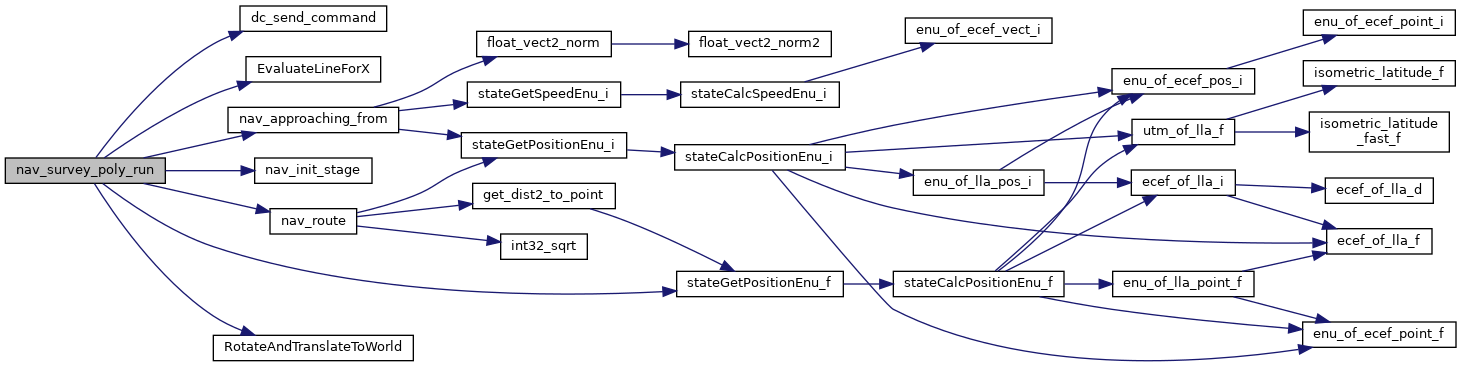 nav_survey_poly_run
dc_send_command
EvaluateLineForX
nav_approaching_from
nav_init_stage
nav_route
RotateAndTranslateToWorld
float_vect2_norm
stateGetSpeedEnu_i
stateGetPositionEnu_i
get_dist2_to_point
int32_sqrt
float_vect2_norm2
stateCalcSpeedEnu_i
stateCalcPositionEnu_i
stateGetPositionEnu_f
enu_of_ecef_vect_i
enu_of_lla_pos_i
stateCalcPositionEnu_f
enu_of_ecef_pos_i
utm_of_lla_f
ecef_of_lla_i
enu_of_lla_point_f
enu_of_ecef_point_i
isometric_latitude_f
isometric_latitude
_fast_f
ecef_of_lla_d
ecef_of_lla_f
enu_of_ecef_point_f